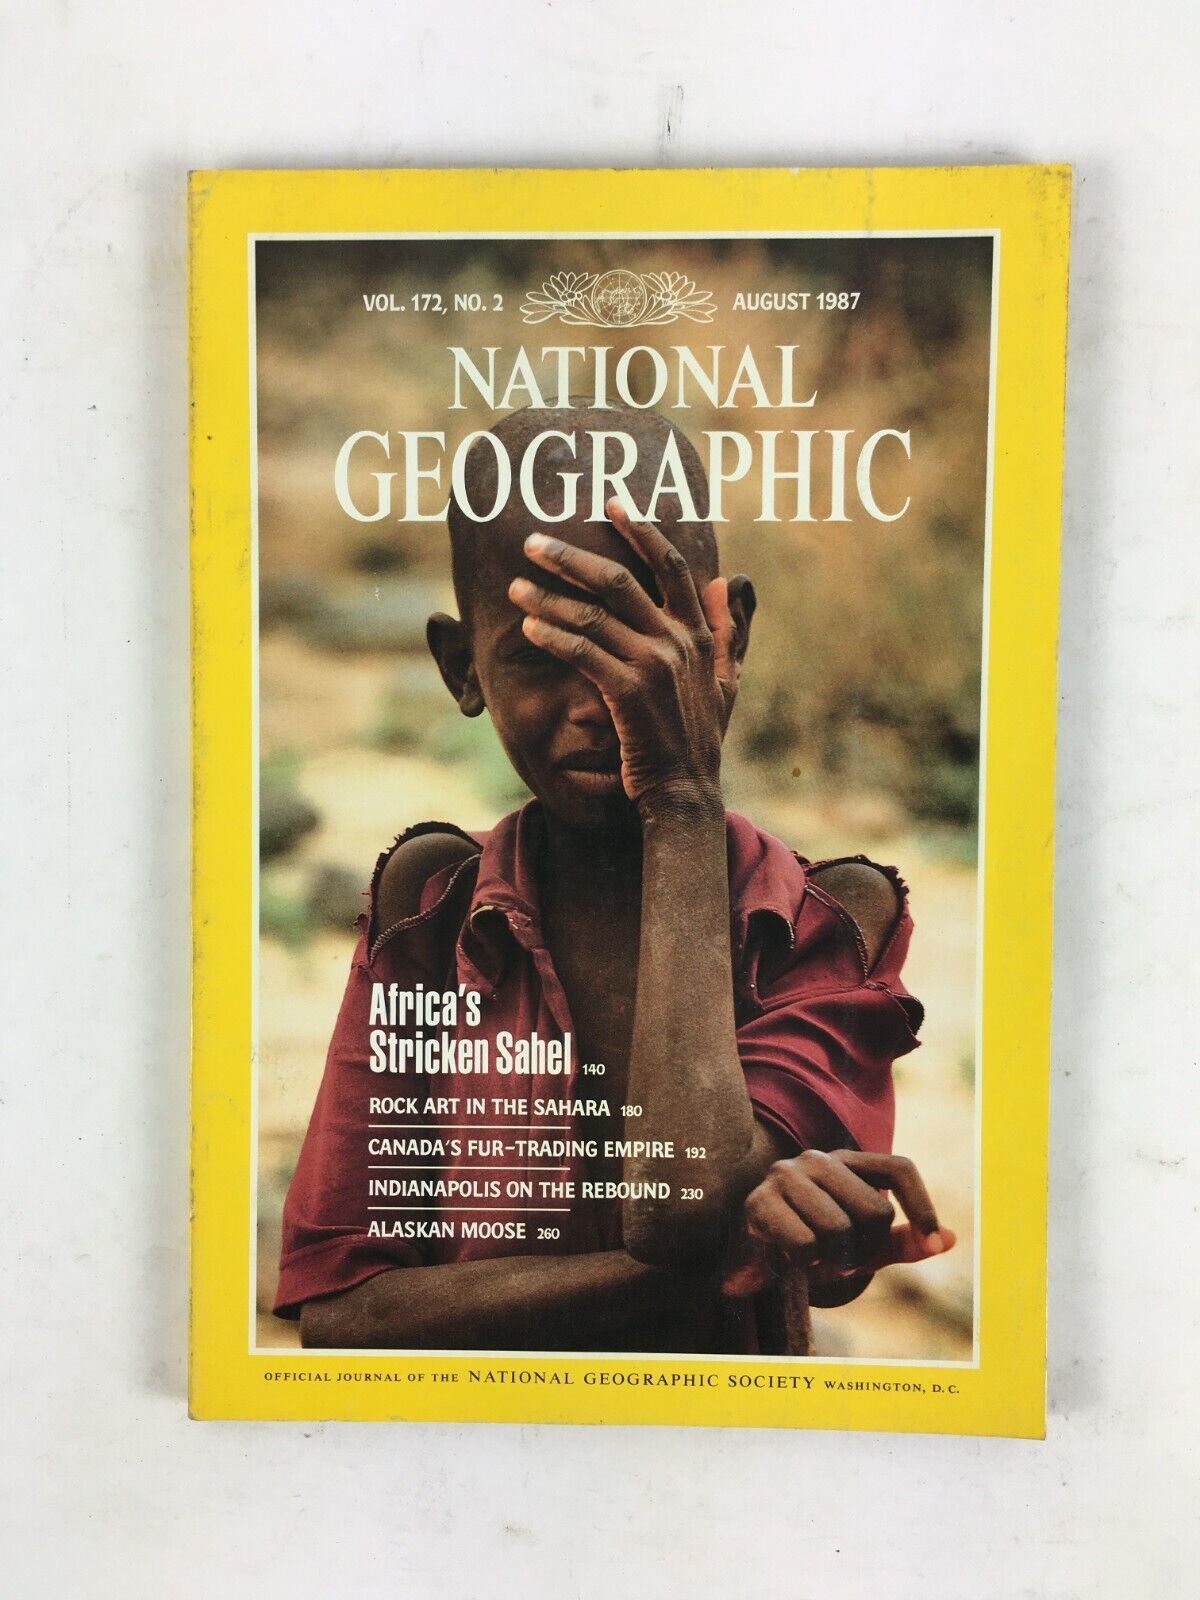 VOL. 172, NO. 2 AUGUST 1987
NATIONAL
GEOGRAPHIC
Africa's
Stricken Sahel 140
ROCK ART IN THE SAHARA 180
CANADA'S FUR-TRADING EMPIRE 192
INDIANAPOLIS ON THE REBOUND 230
ALASKAN MOOSE 260
OFFICIAL JOURNAL OF THE NATIONAL GEOGRAPHIC SOCIETY WASHINGTON, D.C.